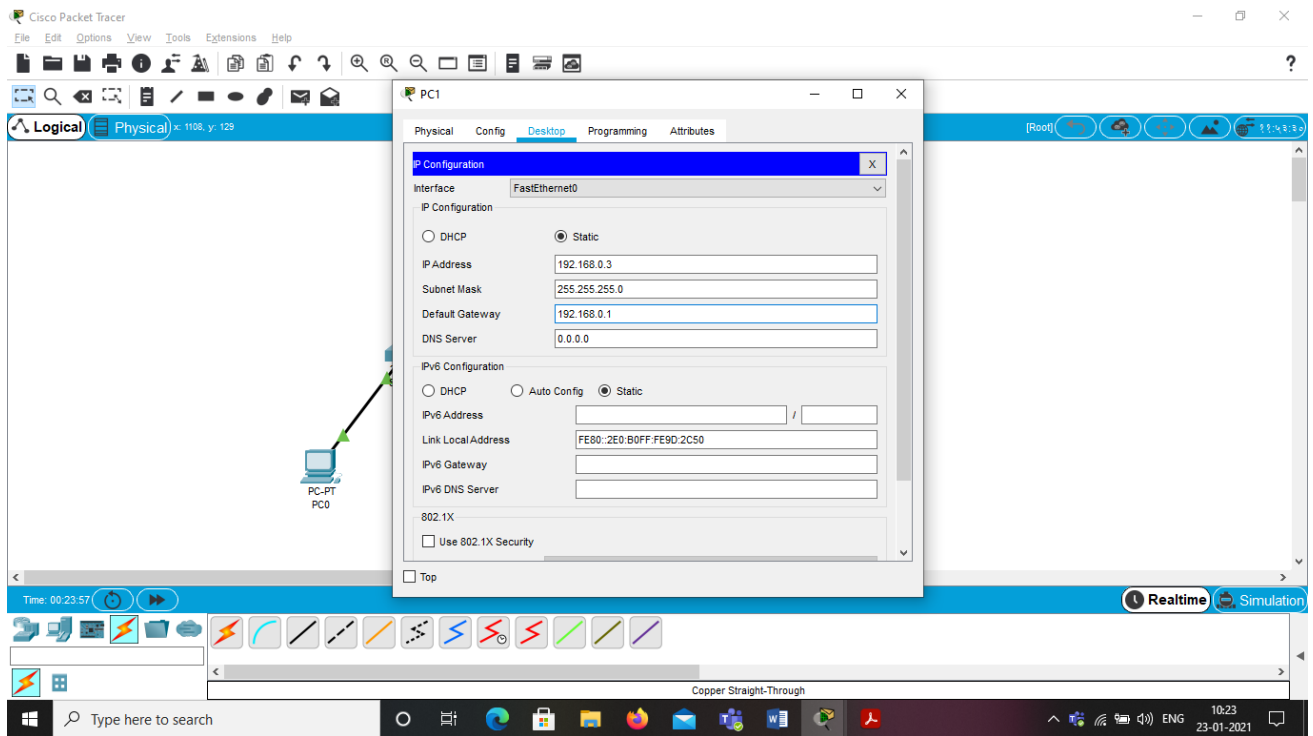 Cisco Packet Tracer
File Edit Options View Tools Extensions Help
?
PC1
Logical Physical x: 1108, y: 129
[Root] ११:५३:३०
Physical Config Desktop Programming Attributes
IP Configuration X
Interface FastEthernet0
IP Configuration
DHCP Static
IP Address 192.168.0.3
Subnet Mask 255.255.255.0
Default Gateway 192.168.0.1
DNS Server 0.0.0.0
IPv6 Configuration
DHCP Auto Config Static
IPv6 Address /
Link Local Address FE80::2E0:B0FF:FE9D:2C50
IPv6 Gateway
IPv6 DNS Server
802.1X
Use 802.1X Security
PC-PT
PC0
Top
Time: 00:23:57
Realtime Simulation
Copper Straight-Through
Type here to search
ENG
10:23
23-01-2021